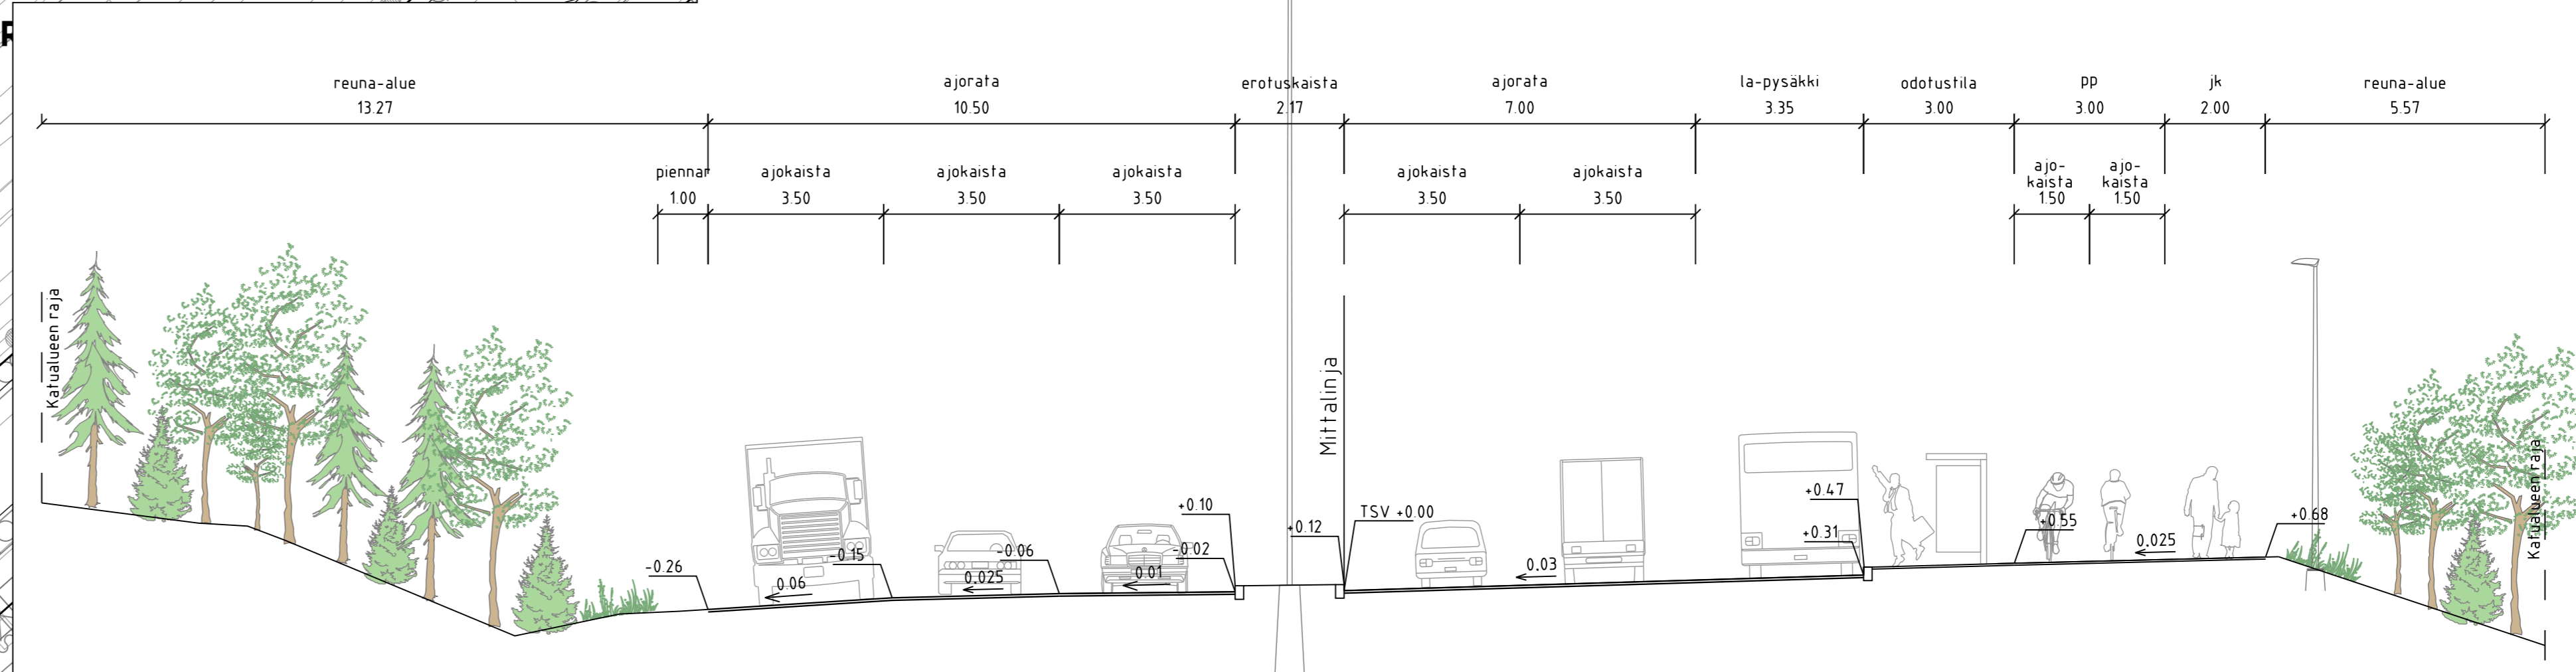 reuna-alue
13.27
ajorata
10.50
erotuskaista
2.17
ajorata
7.00
la-pysäkki
3.35
odotustila
3.00
PP
3.00
jk
2.00
reuna-alue
5.57
piennar
1.00
ajokaista
3.50
ajokaista
3.50
ajokaista
3.50
ajokaista
3.50
ajokaista
3.50
ajo-
kaista
1.50
ajo-
kaista
1.50
Katualueen raja
Mittalinja
Katualueen raja
-0.26
0.06
-0.15
0.025
-0.06
0.01
-0.02
+0.10
+0.12
TSV +0.00
0.03
+0.31
+0.47
+0.55
0.025
+0.68